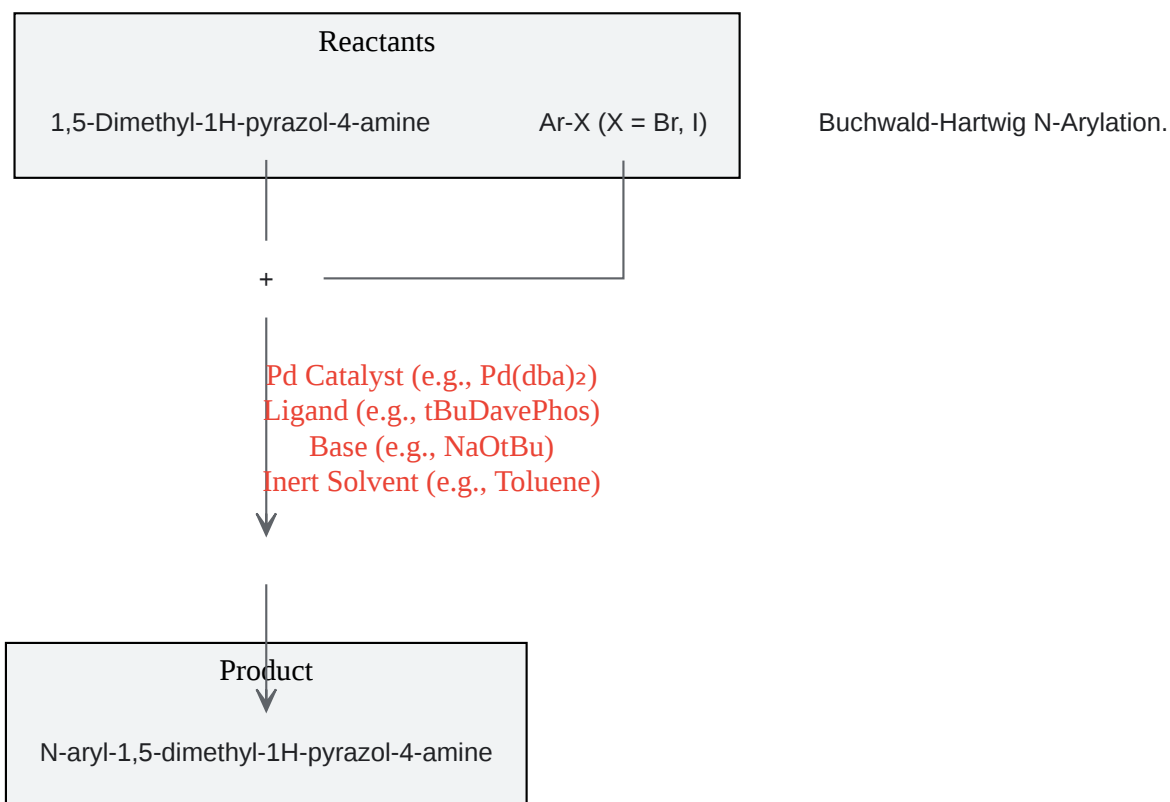 Reactants
1,5-Dimethyl-1H-pyrazol-4-amine
Ar-X (X = Br, I)
Buchwald-Hartwig N-Arylation.
+
Pd Catalyst (e.g., Pd(dba)₂)
Ligand (e.g., tBuDavePhos)
Base (e.g., NaOtBu)
Inert Solvent (e.g., Toluene)
Product
N-aryl-1,5-dimethyl-1H-pyrazol-4-amine